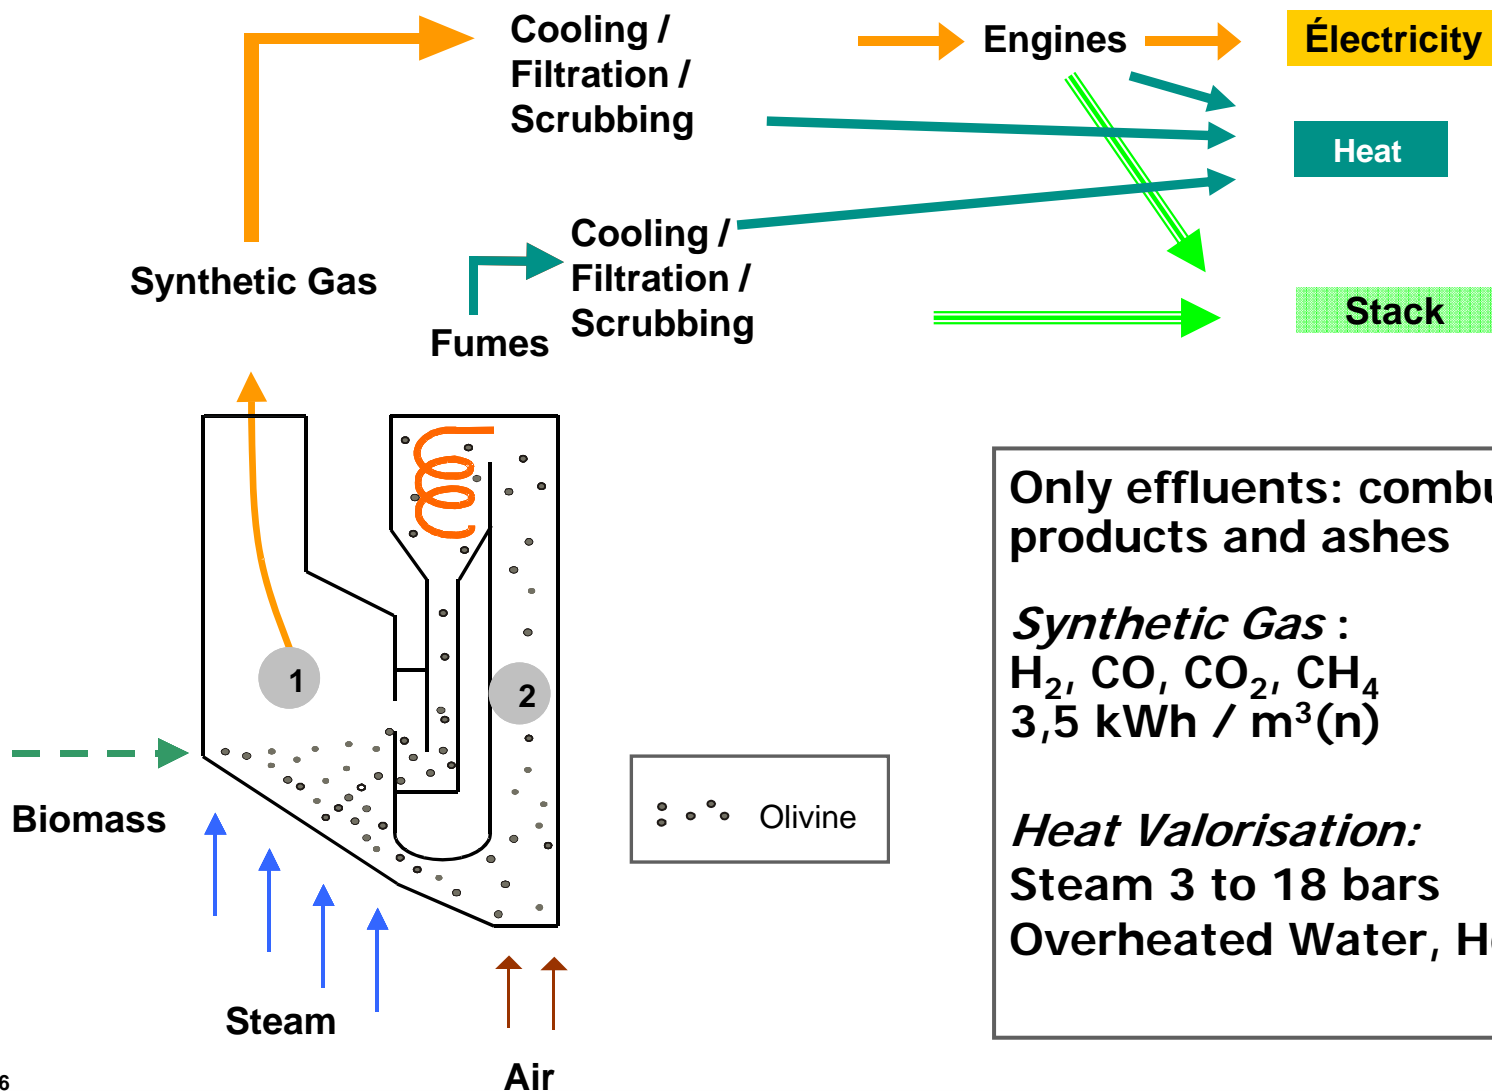 Cooling /
Filtration /
Scrubbing
Engines
Électricity
Heat
Synthetic Gas
Cooling /
Filtration /
Scrubbing
Fumes
Stack
Only effluents: combu
products and ashes
Synthetic Gas :
H₂, CO, CO₂, CH₄
3,5 kWh / m³(n)
Heat Valorisation:
Steam 3 to 18 bars
Overheated Water, H
1
2
Biomass
Olivine
Steam
Air
6